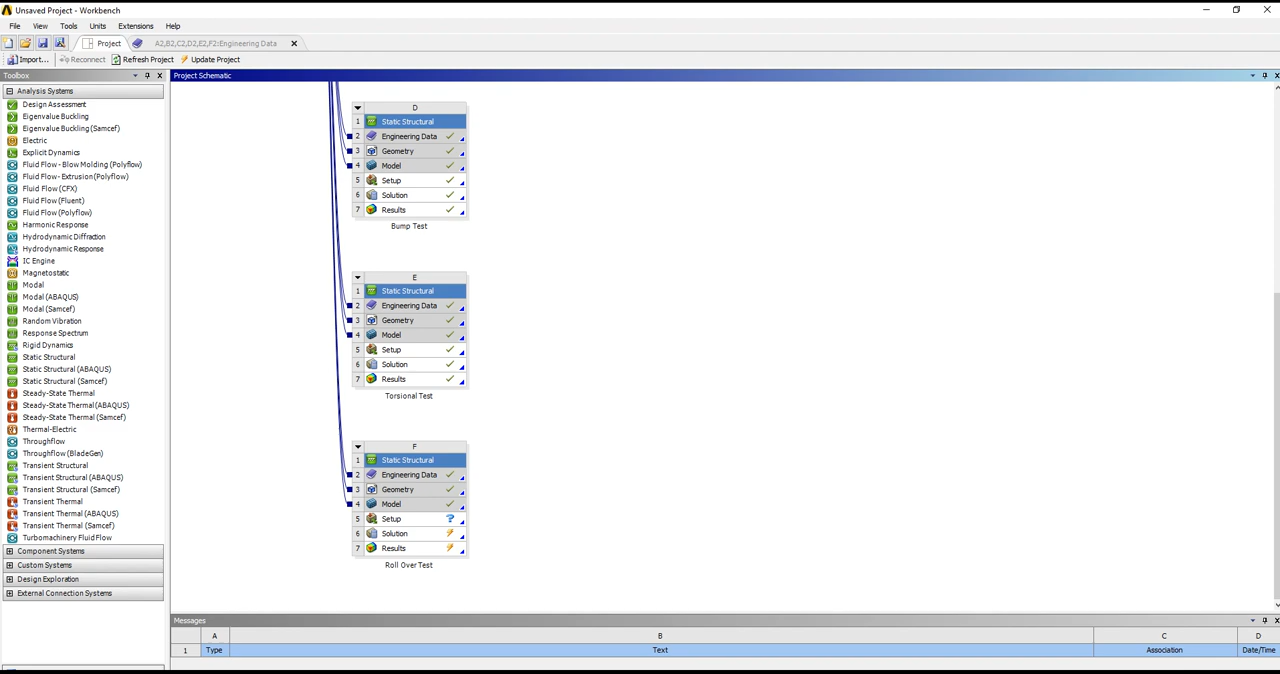 Unsaved Project - Workbench
File View Tools Units Extensions Help
Project A2,B2,C2,D2,E2,F2:Engineering Data
Import... Reconnect Refresh Project Update Project
Toolbox
Analysis Systems
Design Assessment
Eigenvalue Buckling
Eigenvalue Buckling (Samcef)
Electric
Explicit Dynamics
Fluid Flow - Blow Molding (Polyflow)
Fluid Flow - Extrusion (Polyflow)
Fluid Flow (CFX)
Fluid Flow (Fluent)
Fluid Flow (Polyflow)
Harmonic Response
Hydrodynamic Diffraction
Hydrodynamic Response
IC Engine
Magnetostatic
Modal
Modal (ABAQUS)
Modal (Samcef)
Random Vibration
Response Spectrum
Rigid Dynamics
Static Structural
Static Structural (ABAQUS)
Static Structural (Samcef)
Steady-State Thermal
Steady-State Thermal (ABAQUS)
Steady-State Thermal (Samcef)
Thermal-Electric
Throughflow
Throughflow (BladeGen)
Transient Structural
Transient Structural (ABAQUS)
Transient Structural (Samcef)
Transient Thermal
Transient Thermal (ABAQUS)
Transient Thermal (Samcef)
Turbomachinery Fluid Flow
Component Systems
Custom Systems
Design Exploration
External Connection Systems
Project Schematic
D
1 Static Structural
2 Engineering Data
3 Geometry
4 Model
5 Setup
6 Solution
7 Results
Bump Test
E
1 Static Structural
2 Engineering Data
3 Geometry
4 Model
5 Setup
6 Solution
7 Results
Torsional Test
F
1 Static Structural
2 Engineering Data
3 Geometry
4 Model
5 Setup ?
6 Solution
7 Results
Roll Over Test
Messages
A B C D
1 Type Text Association Date/Time